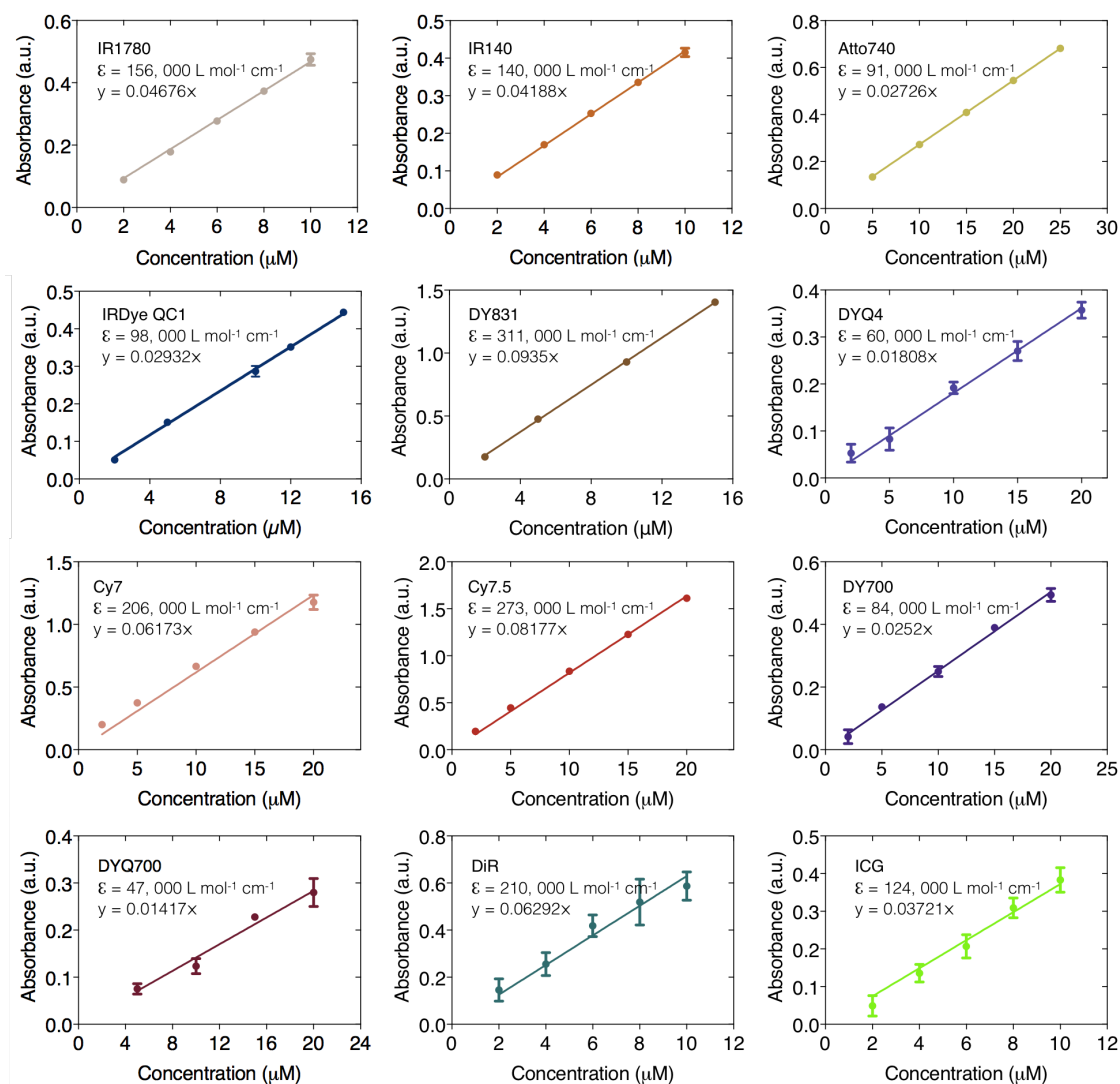 IR1780
ε = 156, 000 L mol⁻¹ cm⁻¹
y = 0.04676x
Absorbance (a.u.)
0.6
0.4
0.2
0.0
0 2 4 6 8 10 12
Concentration (μM)
IR140
ε = 140, 000 L mol⁻¹ cm⁻¹
y = 0.04188x
Absorbance (a.u.)
0.5
0.4
0.3
0.2
0.1
0.0
0 2 4 6 8 10 12
Concentration (μM)
Atto740
ε = 91, 000 L mol⁻¹ cm⁻¹
y = 0.02726x
Absorbance (a.u.)
0.8
0.6
0.4
0.2
0.0
0 5 10 15 20 25 30
Concentration (μM)
IRDye QC1
ε = 98, 000 L mol⁻¹ cm⁻¹
y = 0.02932x
Absorbance (a.u.)
0.5
0.4
0.3
0.2
0.1
0.0
0 4 8 12 16
Concentration (μM)
DY831
ε = 311, 000 L mol⁻¹ cm⁻¹
y = 0.0935x
Absorbance (a.u.)
1.5
1.0
0.5
0.0
0 4 8 12 16
Concentration (μM)
DYQ4
ε = 60, 000 L mol⁻¹ cm⁻¹
y = 0.01808x
Absorbance (a.u.)
0.4
0.3
0.2
0.1
0.0
0 5 10 15 20
Concentration (μM)
Cy7
ε = 206, 000 L mol⁻¹ cm⁻¹
y = 0.06173x
Absorbance (a.u.)
1.5
1.0
0.5
0.0
0 5 10 15 20
Concentration (μM)
Cy7.5
ε = 273, 000 L mol⁻¹ cm⁻¹
y = 0.08177x
Absorbance (a.u.)
2.0
1.5
1.0
0.5
0.0
0 5 10 15 20
Concentration (μM)
DY700
ε = 84, 000 L mol⁻¹ cm⁻¹
y = 0.0252x
Absorbance (a.u.)
0.6
0.4
0.2
0.0
0 5 10 15 20 25
Concentration (μM)
DYQ700
ε = 47, 000 L mol⁻¹ cm⁻¹
y = 0.01417x
Absorbance (a.u.)
0.4
0.3
0.2
0.1
0.0
0 4 8 12 16 20 24
Concentration (μM)
DiR
ε = 210, 000 L mol⁻¹ cm⁻¹
y = 0.06292x
Absorbance (a.u.)
0.8
0.6
0.4
0.2
0.0
0 2 4 6 8 10 12
Concentration (μM)
ICG
ε = 124, 000 L mol⁻¹ cm⁻¹
y = 0.03721x
Absorbance (a.u.)
0.5
0.4
0.3
0.2
0.1
0.0
0 2 4 6 8 10 12
Concentration (μM)